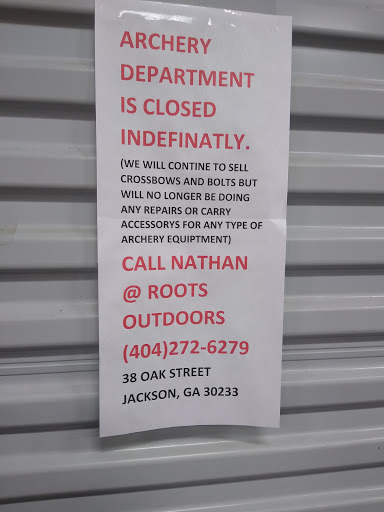 ARCHERY
DEPARTMENT
IS CLOSED
INDEFINATLY.
(WE WILL CONTINE TO SELL
CROSSBOWS AND BOLTS BUT
WILL NO LONGER BE DOING
ANY REPAIRS OR CARRY
ACCESSORYS FOR ANY TYPE OF
ARCHERY EQUIPTMENT)
CALL NATHAN
@ ROOTS
OUTDOORS
(404)272-6279
38 OAK STREET
JACKSON, GA 30233